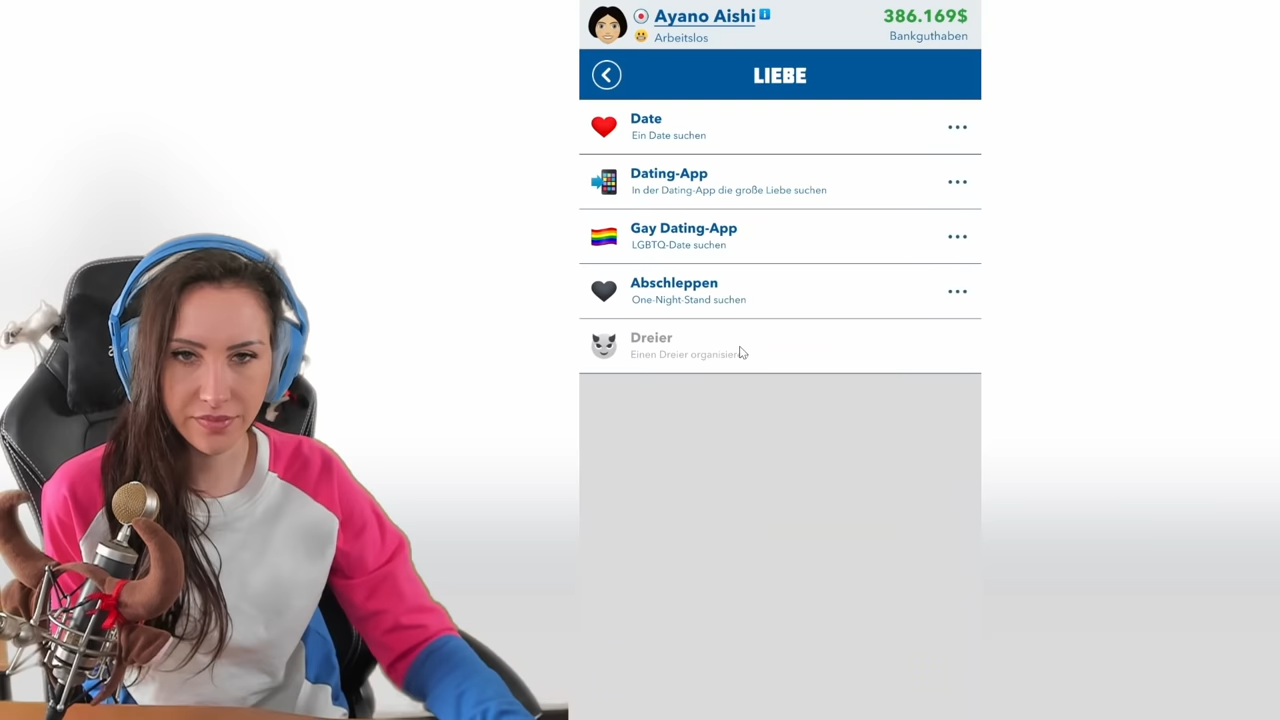 Ayano Aishi
Arbeitslos
386.169$
Bankguthaben
LIEBE
Date
Ein Date suchen
Dating-App
In der Dating-App die große Liebe suchen
Gay Dating-App
LGBTQ-Date suchen
Abschleppen
One-Night-Stand suchen
Dreier
Einen Dreier organisieren